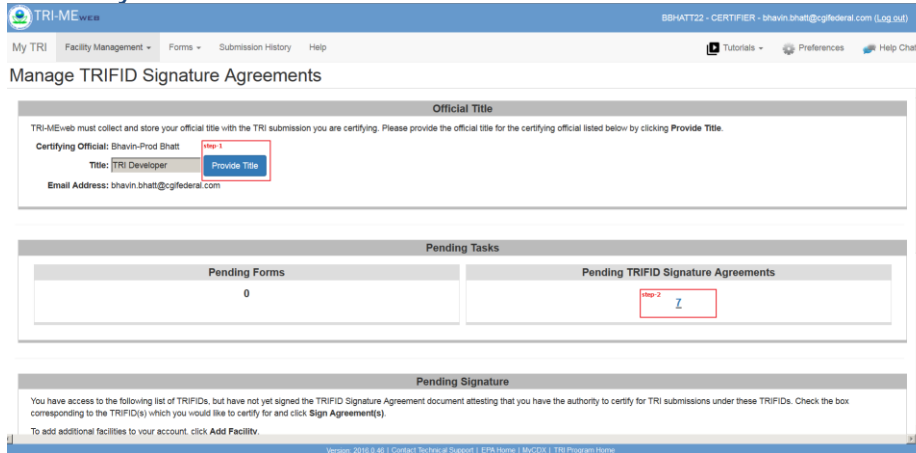 TRI-MEWEB
BBHATT22 - CERTIFIER - bhavin.bhatt@cgifederal.com (Log out)
My TRI Facility Management Forms Submission History Help Tutorials Preferences Help Chat
Manage TRIFID Signature Agreements
Official Title
TRI-MEweb must collect and store your official title with the TRI submission you are certifying. Please provide the official title for the certifying official listed below by clicking Provide Title.
Certifying Official: Bhavin-Prod Bhatt
step-1
Title: TRI Developer Provide Title
Email Address: bhavin.bhatt@cgifederal.com
Pending Tasks
Pending Forms Pending TRIFID Signature Agreements
step-2
0 7
Pending Signature
You have access to the following list of TRIFIDs, but have not yet signed the TRIFID Signature Agreement document attesting that you have the authority to certify for TRI submissions under these TRIFIDs. Check the box
corresponding to the TRIFID(s) which you would like to certify for and click Sign Agreement(s).
To add additional facilities to your account, click Add Facility.
Version: 2016.0.46 | Contact Technical Support | EPA Home | MyCDX | TRI Program Home